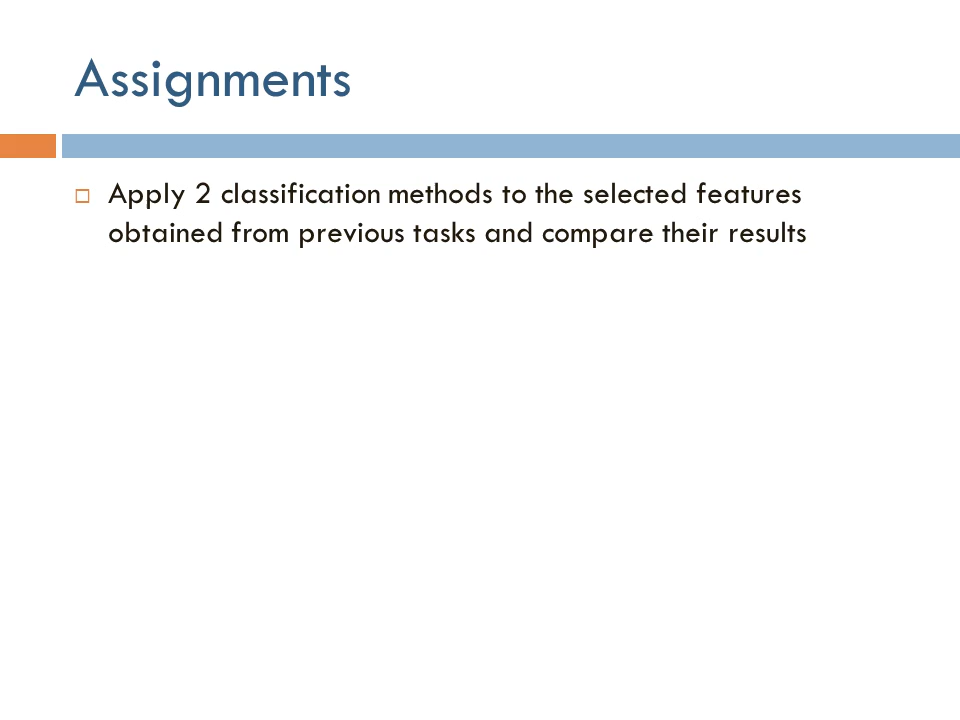 Assignments
Apply 2 classification methods to the selected features
obtained from previous tasks and compare their results